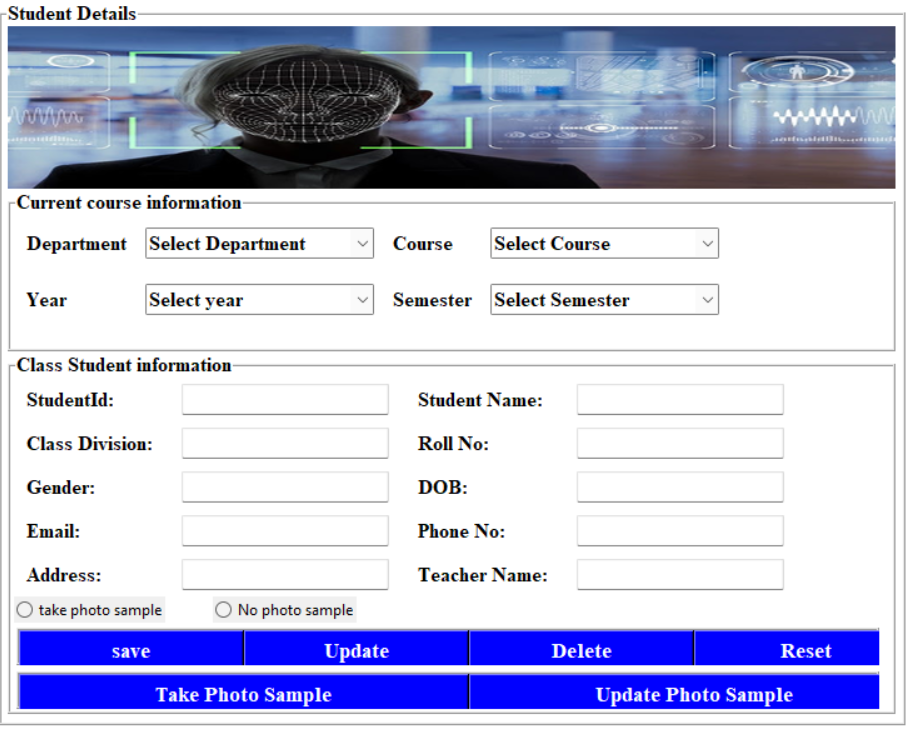 Student Details
Current course information
Department Select Department Course Select Course
Year Select year Semester Select Semester
Class Student information
StudentId: Student Name:
Class Division: Roll No:
Gender: DOB:
Email: Phone No:
Address: Teacher Name:
take photo sample No photo sample
save Update Delete Reset
Take Photo Sample Update Photo Sample